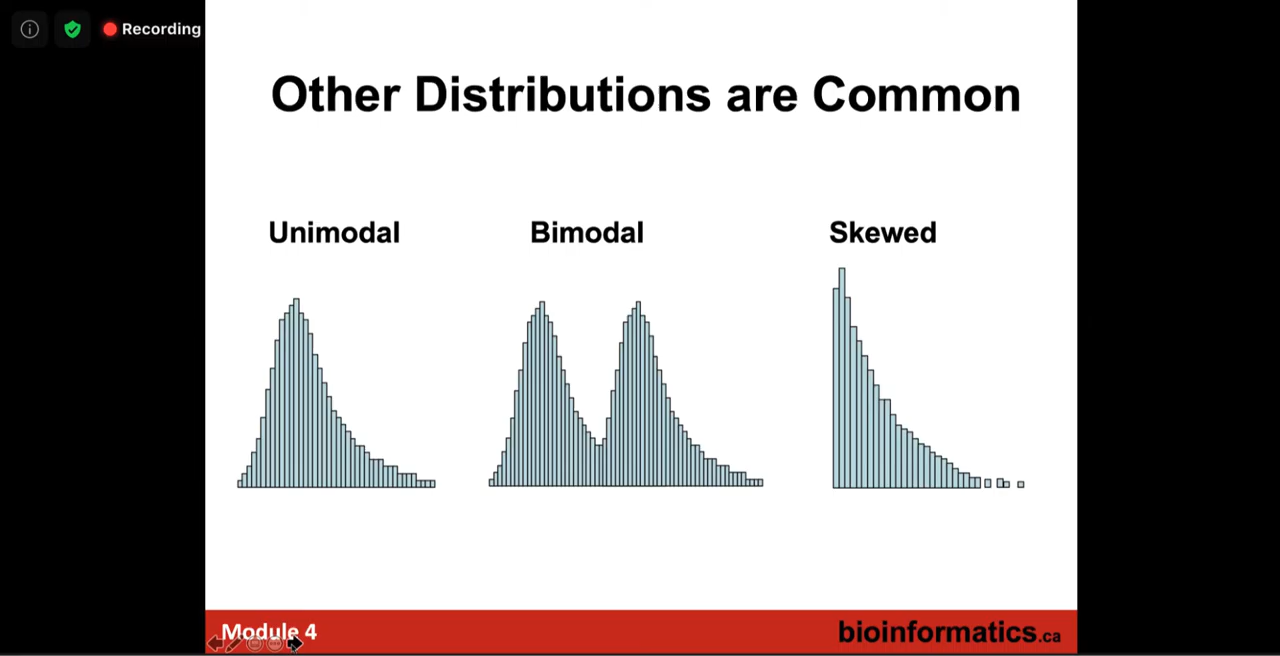 Recording
Other Distributions are Common
Unimodal
Bimodal
Skewed
Module 4
bioinformatics.ca